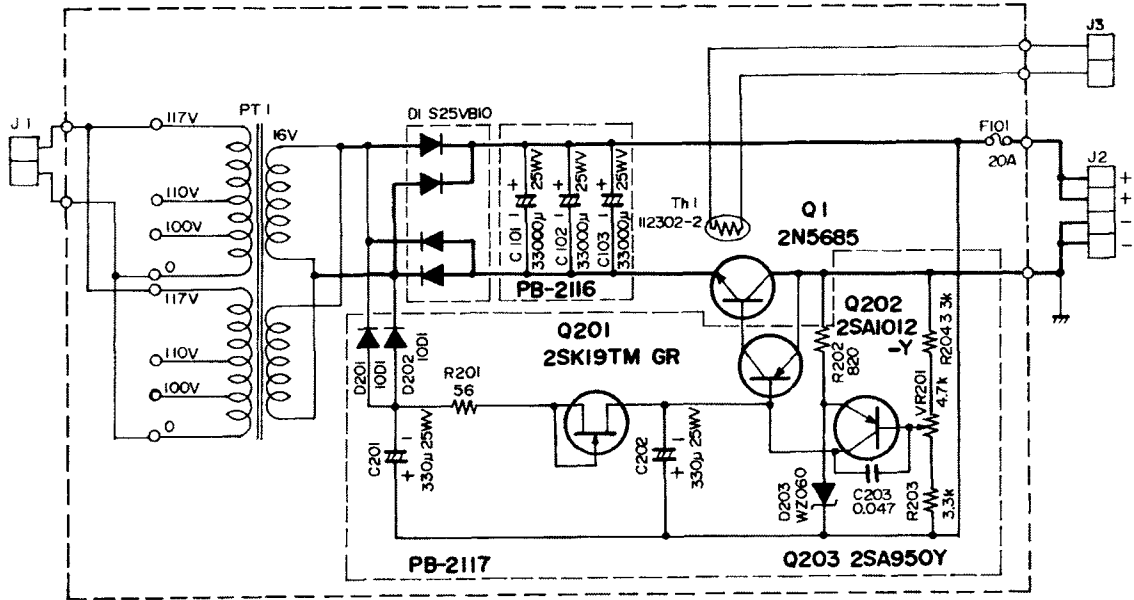 J1
117V
110V
100V
0
117V
110V
100V
0
PT1
16V
D1 S25VB10
+
25WV
C101
-
33000µ
+
25WV
C102
-
33000µ
+
25WV
C103
-
33000µ
PB-2116
Th1
112302-2
Q1
2N5685
J3
F101
20A
J2
+
+
-
-
Q201
2SK19TM GR
D201
10D1
D202
10D1
R201
56
C201
-
+
330µ 25WV
C202
-
+
330µ 25WV
Q202
2SA1012
-Y
R202
820
R204 3.3k
VR201
4.7k
D203
WZ060
C203
0.047
R203
3.3k
PB-2117
Q203 2SA950Y